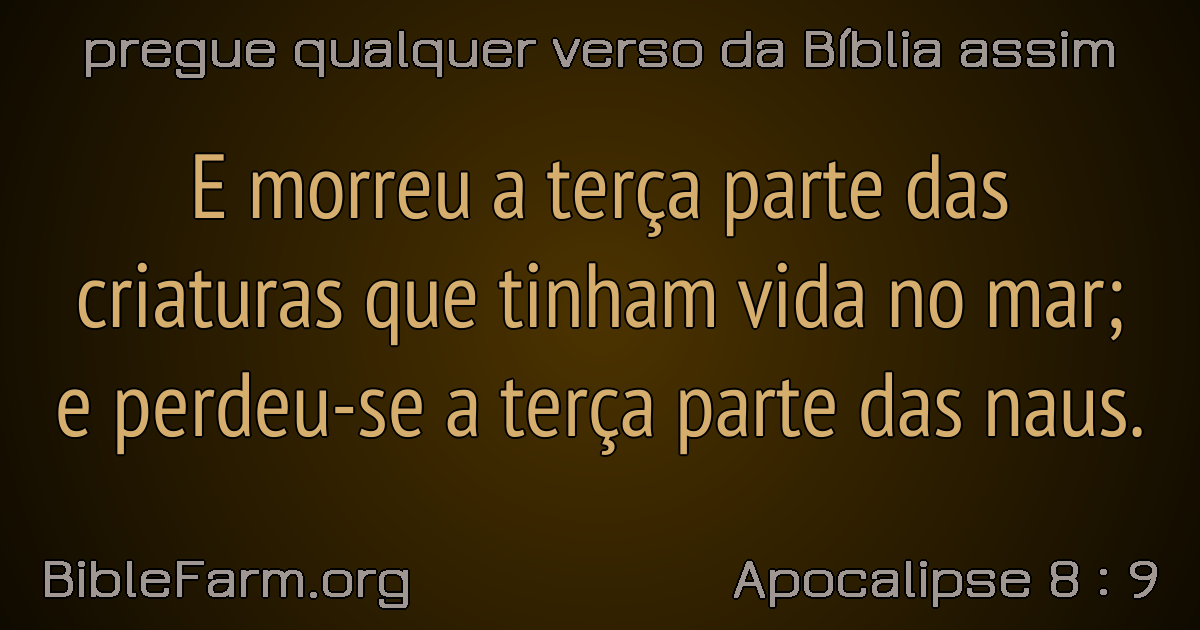 pregue qualquer verso da Bíblia assim
E morreu a terça parte das
criaturas que tinham vida no mar;
e perdeu-se a terça parte das naus.
BibleFarm.org
Apocalipse 8 : 9